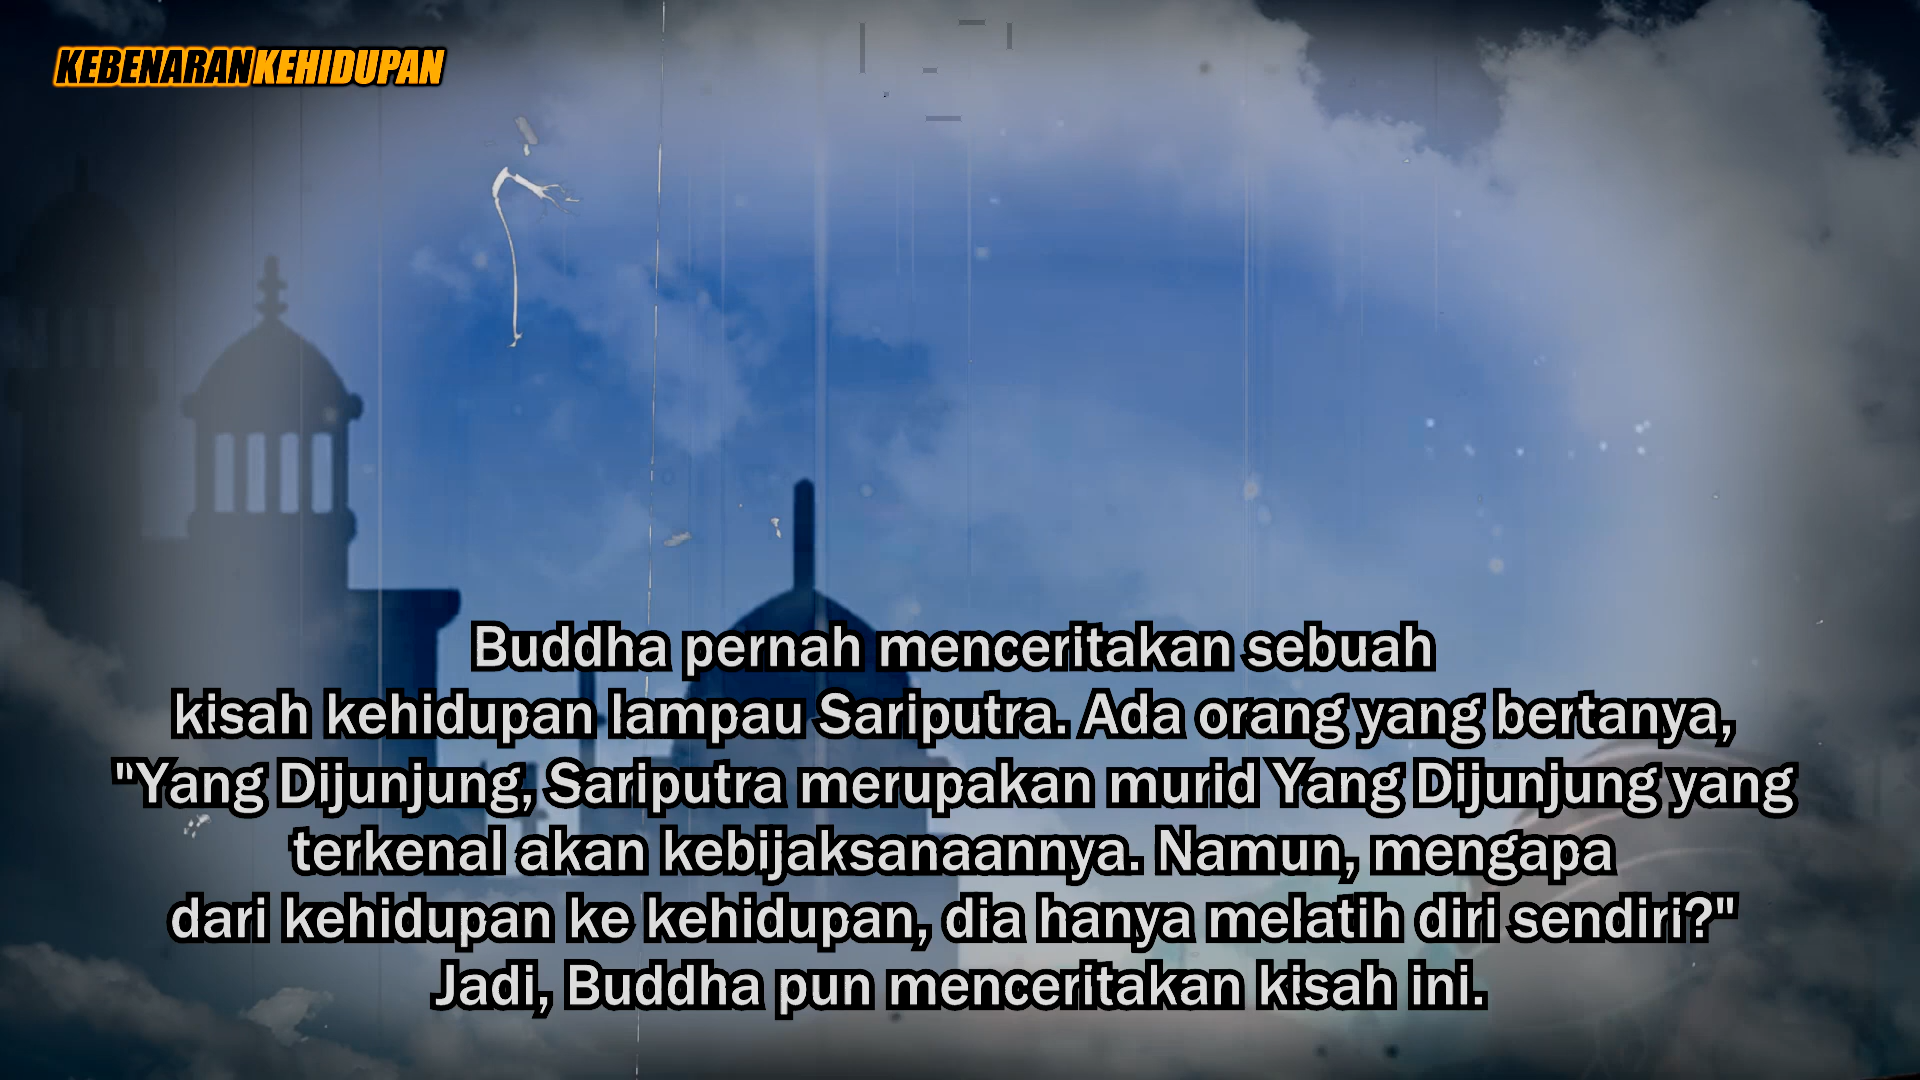 KEBENARANKEHIDUPAN
Buddha pernah menceritakan sebuah
kisah kehidupan lampau Sariputra. Ada orang yang bertanya,
"Yang Dijunjung, Sariputra merupakan murid Yang Dijunjung yang
terkenal akan kebijaksanaannya. Namun, mengapa
dari kehidupan ke kehidupan, dia hanya melatih diri sendiri?"
Jadi, Buddha pun menceritakan kisah ini.